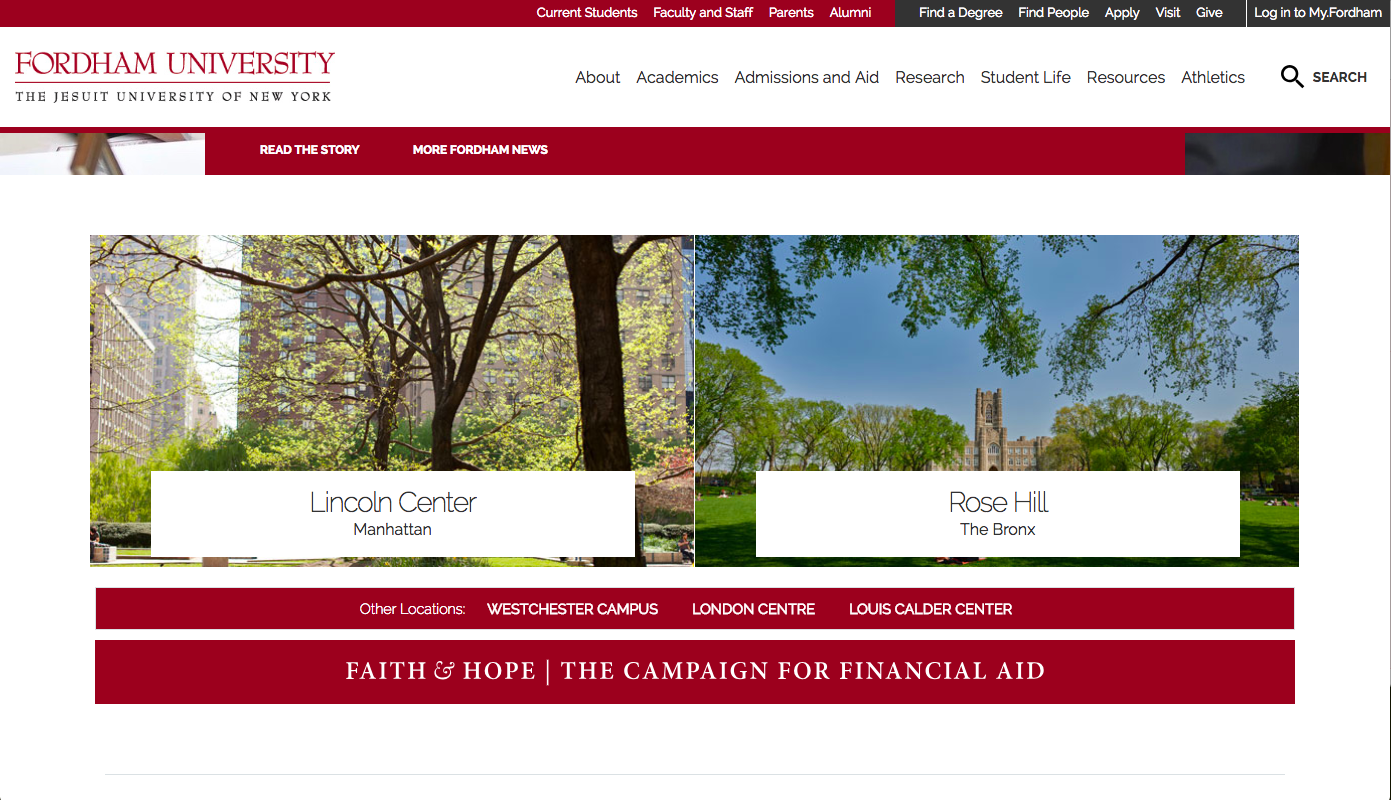 Current Students Faculty and Staff Parents Alumni Find a Degree Find People Apply Visit Give Log in to My.Fordham
FORDHAM UNIVERSITY
THE JESUIT UNIVERSITY OF NEW YORK
About Academics Admissions and Aid Research Student Life Resources Athletics SEARCH
READ THE STORY MORE FORDHAM NEWS
Lincoln Center
Manhattan
Rose Hill
The Bronx
Other Locations: WESTCHESTER CAMPUS LONDON CENTRE LOUIS CALDER CENTER
FAITH & HOPE | THE CAMPAIGN FOR FINANCIAL AID